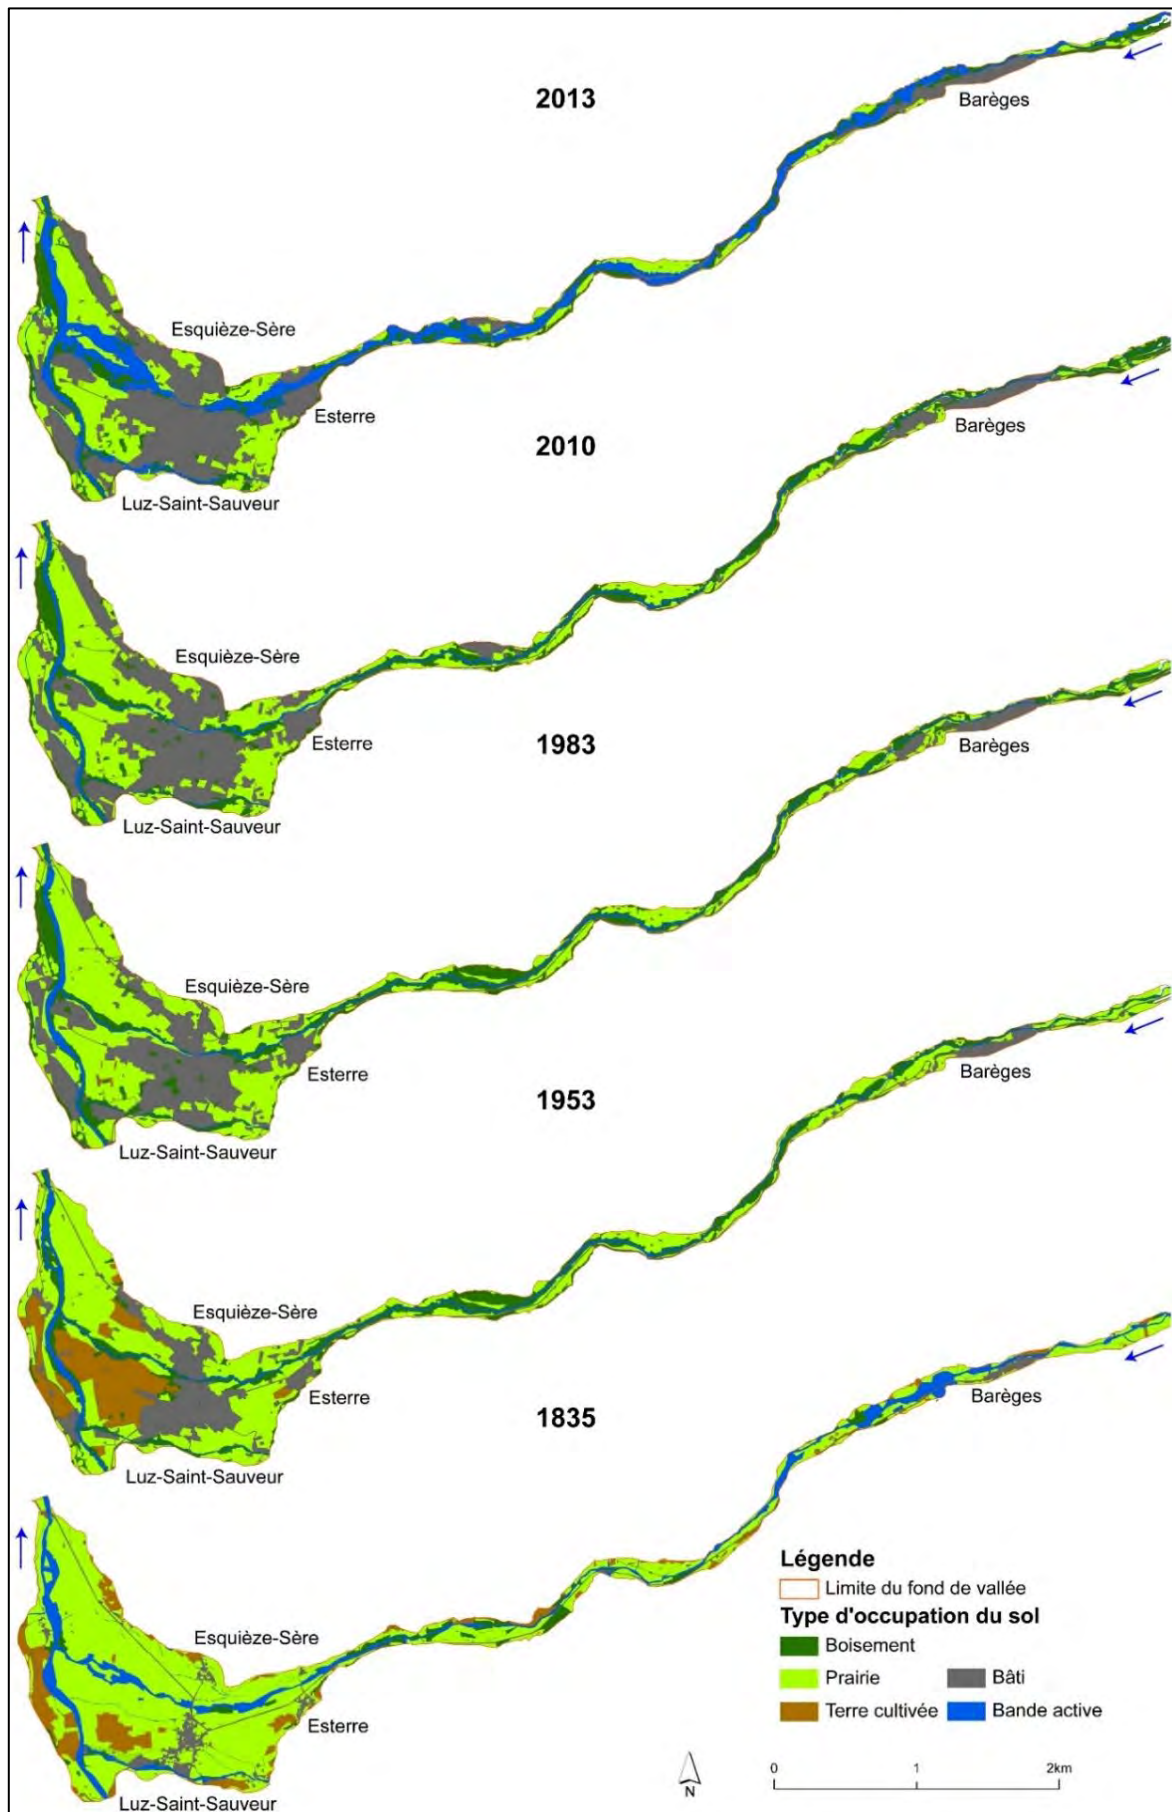 2013
Barèges
Esquièze-Sère
Esterre
Luz-Saint-Sauveur
2010
Barèges
Esquièze-Sère
Esterre
Luz-Saint-Sauveur
1983
Barèges
Esquièze-Sère
Esterre
Luz-Saint-Sauveur
1953
Barèges
Esquièze-Sère
Esterre
Luz-Saint-Sauveur
1835
Barèges
Esquièze-Sère
Esterre
Luz-Saint-Sauveur
Légende
Limite du fond de vallée
Type d'occupation du sol
Boisement
Prairie Bâti
Terre cultivée Bande active
N
0 1 2km